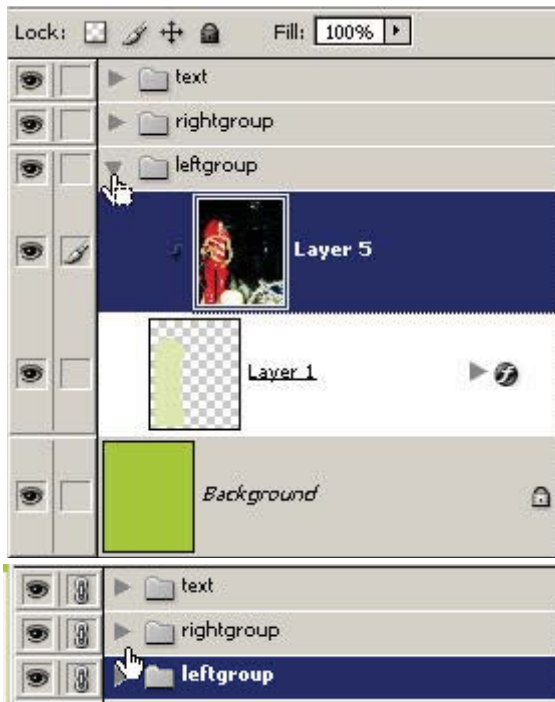 Lock: Fill: 100%
text
rightgroup
leftgroup
Layer 5
Layer 1
Background
text
rightgroup
leftgroup